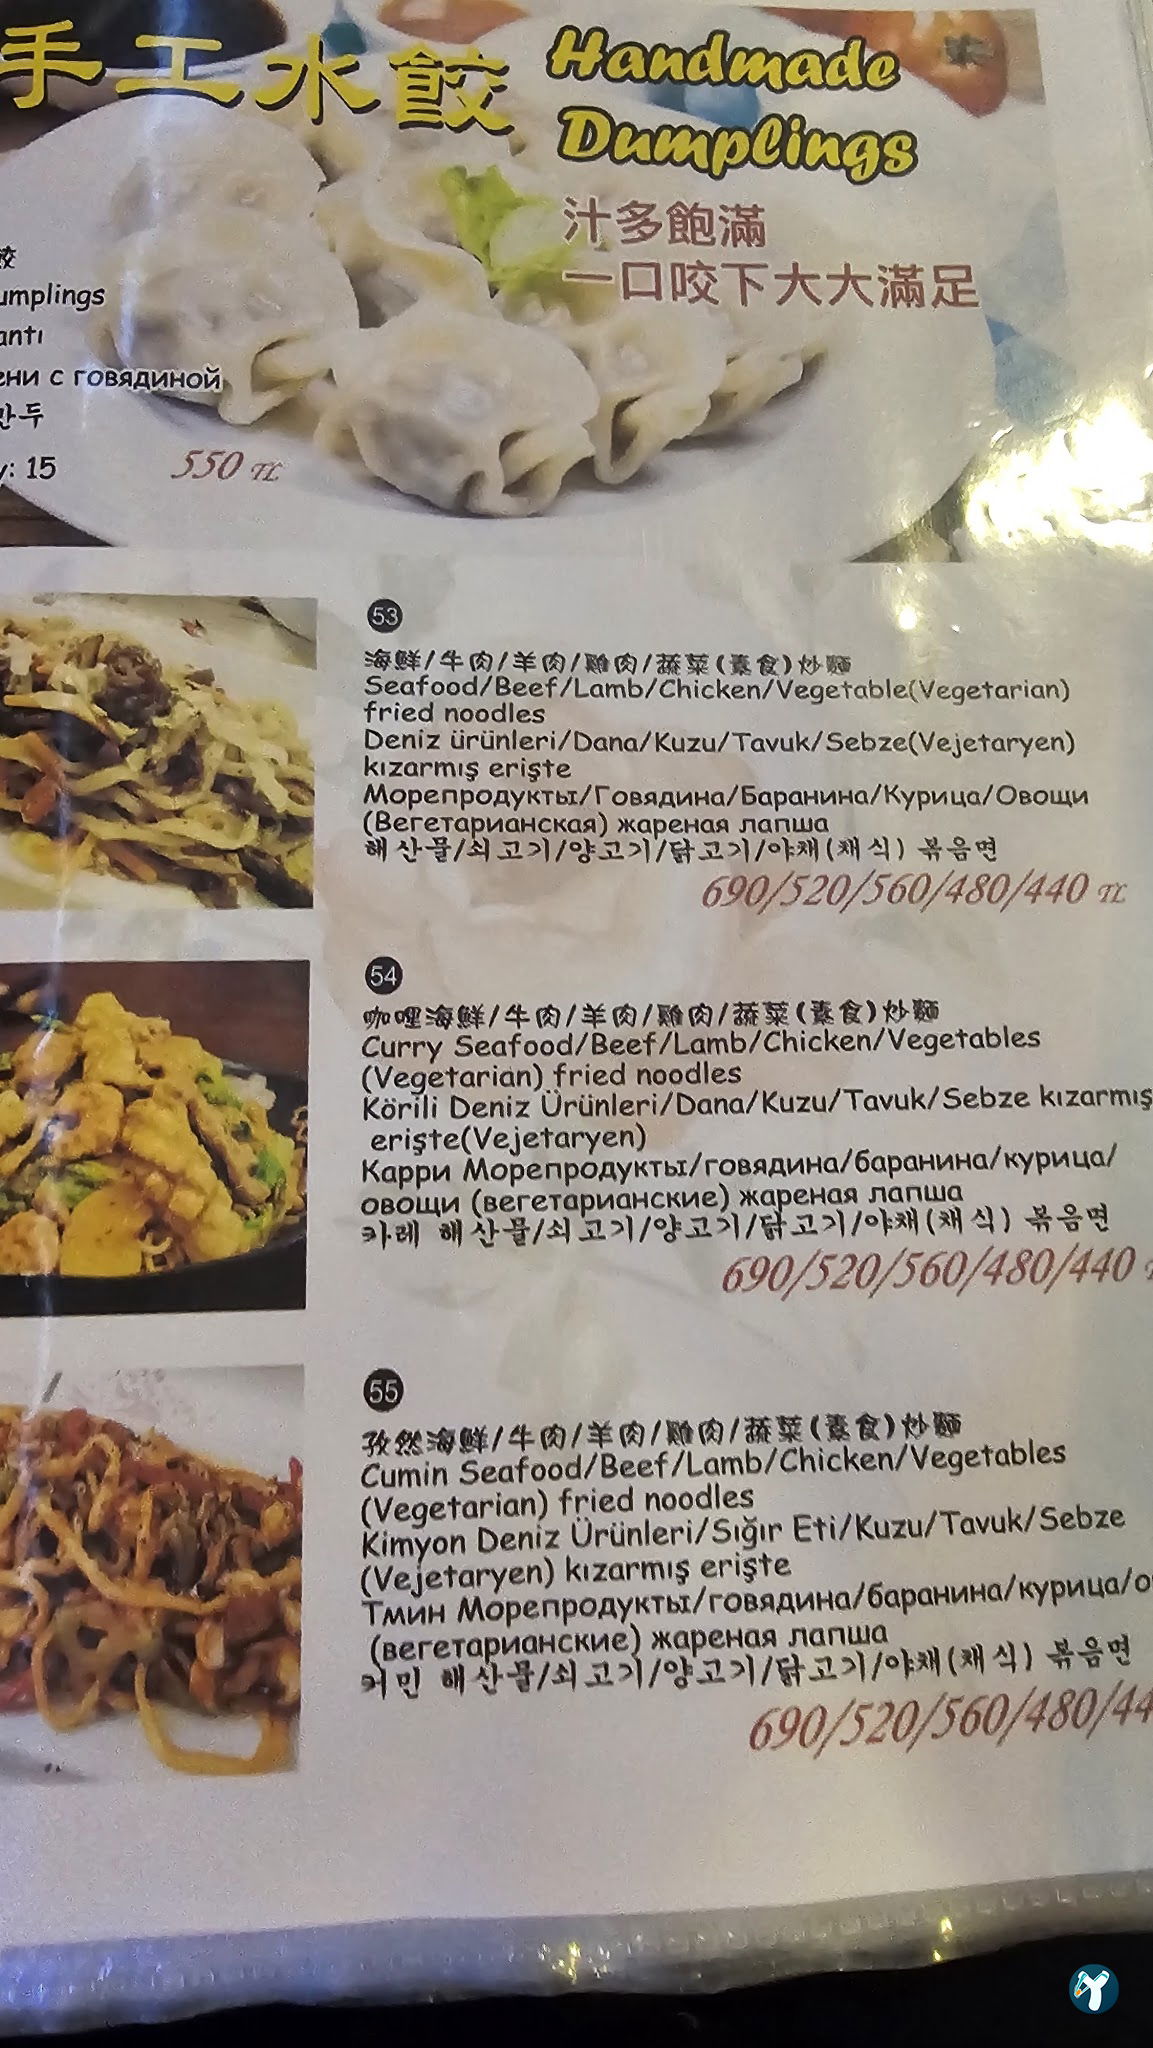 手工水餃
Handmade
Dumplings
汁多飽滿
一口咬下大大滿足
餃
umplings
antı
ени с говядиной
만두
y: 15
550 TL
53
海鮮/牛肉/羊肉/雞肉/蔬菜(素食)炒麵
Seafood/Beef/Lamb/Chicken/Vegetable(Vegetarian)
fried noodles
Deniz ürünleri/Dana/Kuzu/Tavuk/Sebze(Vejetaryen)
kızarmış erişte
Морепродукты/Говядина/Баранина/Курица/Овощи
(Вегетарианская) жареная лапша
해산물/쇠고기/양고기/닭고기/야채(채식) 볶음면
690/520/560/480/440 TL
54
咖哩海鮮/牛肉/羊肉/雞肉/蔬菜(素食)炒麵
Curry Seafood/Beef/Lamb/Chicken/Vegetables
(Vegetarian) fried noodles
Körili Deniz Ürünleri/Dana/Kuzu/Tavuk/Sebze kızarmış
erişte(Vejetaryen)
Карри Морепродукты/говядина/баранина/курица/
овощи (вегетарианские) жареная лапша
카레 해산물/쇠고기/양고기/닭고기/야채(채식) 볶음면
690/520/560/480/440
55
孜然海鮮/牛肉/羊肉/雞肉/蔬菜(素食)炒麵
Cumin Seafood/Beef/Lamb/Chicken/Vegetables
(Vegetarian) fried noodles
Kimyon Deniz Ürünleri/Sığır Eti/Kuzu/Tavuk/Sebze
(Vejetaryen) kızarmış erişte
Тмин Морепродукты/говядина/баранина/курица/о
(вегетарианские) жареная лапша
커민 해산물/쇠고기/양고기/닭고기/야채(채식) 볶음면
690/520/560/480/44